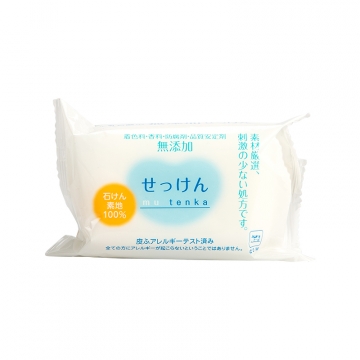 着色料・香料・防腐剤・品質安定剤
無添加
せっけん
mu tenka
石けん
素地
100%
素材厳選、
刺激の少ない処方です。
皮ふアレルギーテスト済み
全ての方にアレルギーが起こらないということではありません。